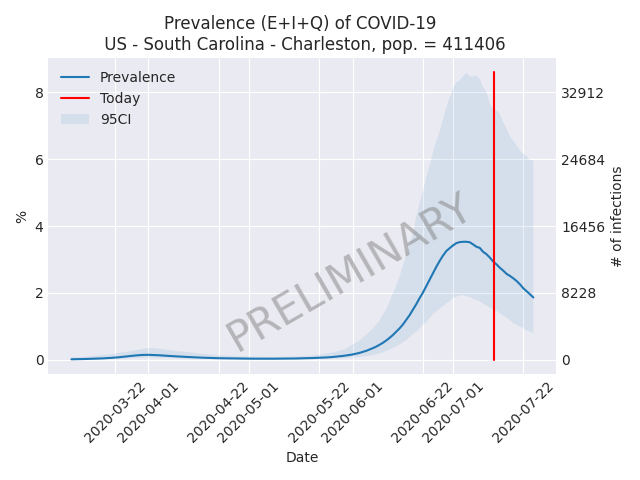 Prevalence (E+I+Q) of COVID-19
US - South Carolina - Charleston, pop. = 411406
Prevalence
Today
95CI
8
6
4
2
0
%
32912
24684
16456
8228
0
# of infections
PRELIMINARY
2020-03-22
2020-04-01
2020-04-22
2020-05-01
2020-05-22
2020-06-01
2020-06-22
2020-07-01
2020-07-22
Date